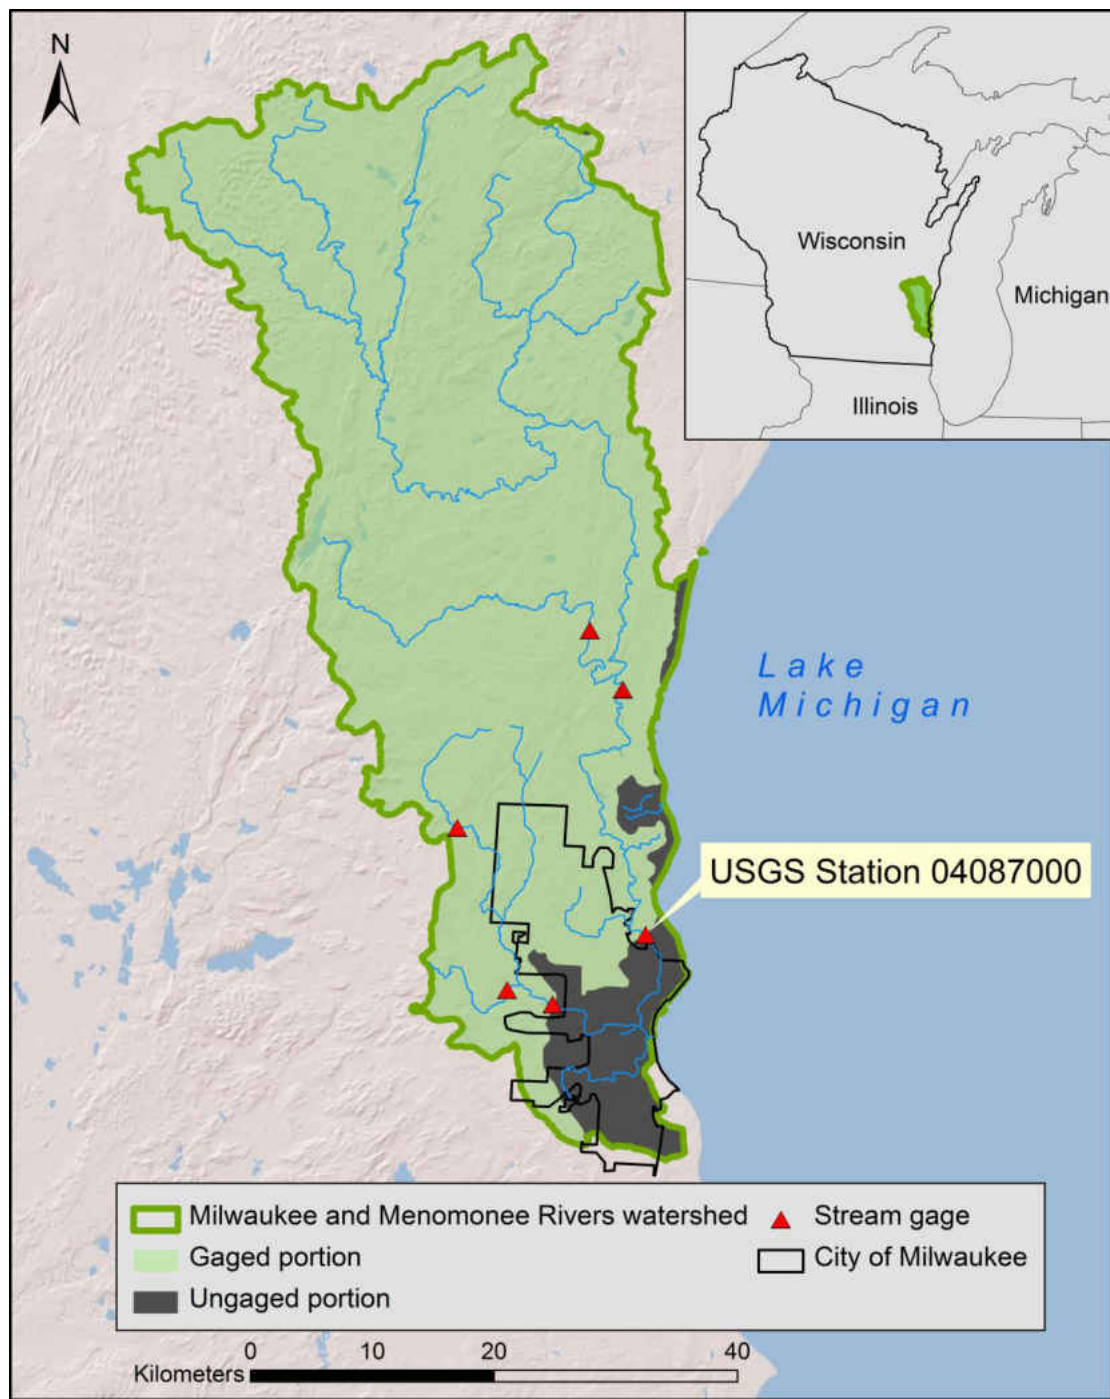 N
Wisconsin
Michigan
Illinois
Lake
Michigan
USGS Station 04087000
Milwaukee and Menomonee Rivers watershed
Stream gage
Gaged portion
City of Milwaukee
Ungaged portion
0 10 20 40
Kilometers